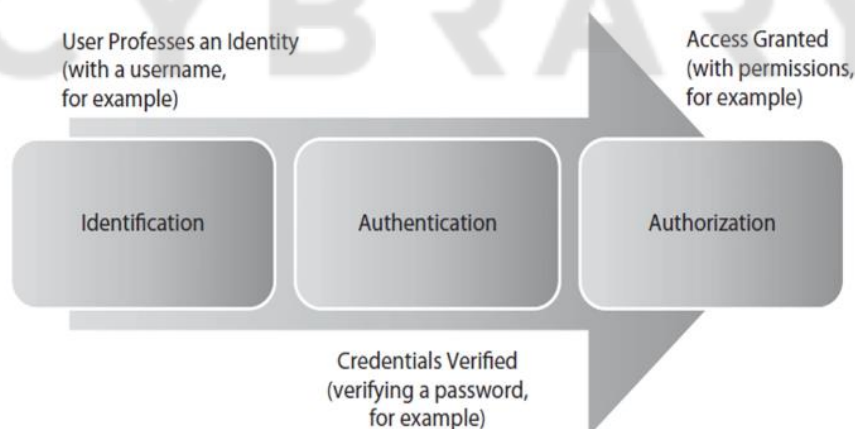 CYBRARY
User Professes an Identity
(with a username,
for example)
Access Granted
(with permissions,
for example)
Identification
Authentication
Authorization
Credentials Verified
(verifying a password,
for example)